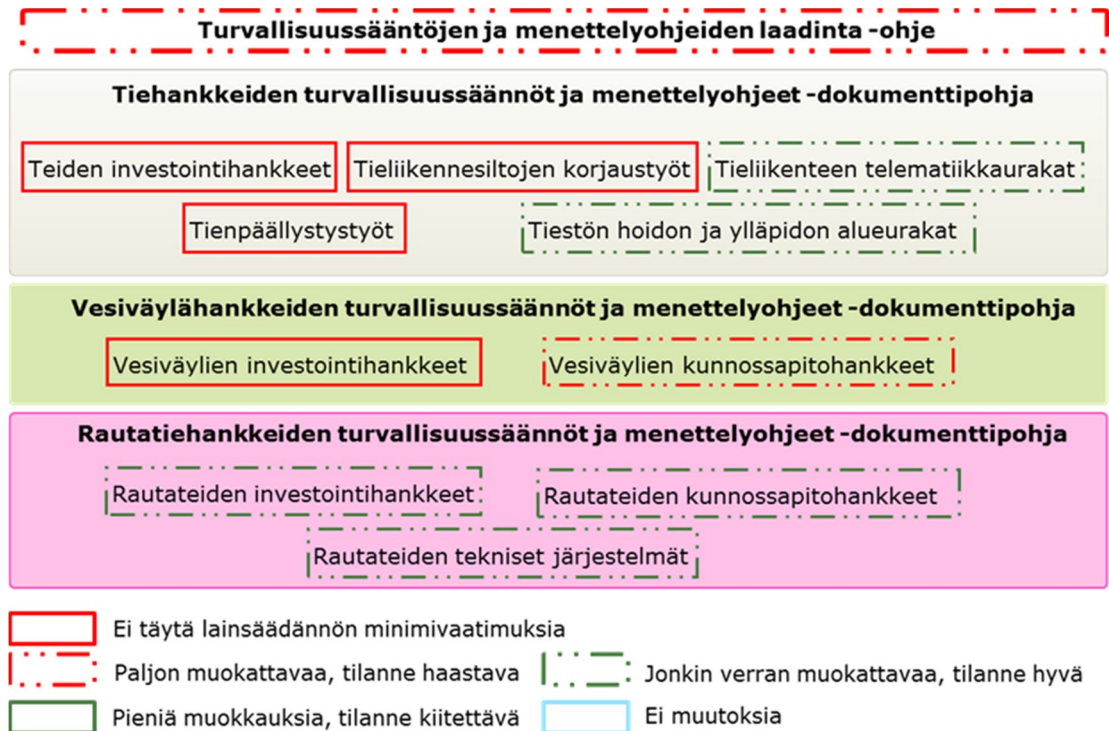 Turvallisuussääntöjen ja menettelyohjeiden laadinta -ohje
Tiehankkeiden turvallisuussäännöt ja menettelyohjeet -dokumenttipohja
Teiden investointihankkeet
Tieliikennesiltojen korjaustyöt
Tieliikenteen telematiikkaurakat
Tienpäällystystyöt
Tiestön hoidon ja ylläpidon alueurakat
Vesiväylähankkeiden turvallisuussäännöt ja menettelyohjeet -dokumenttipohja
Vesiväylien investointihankkeet
Vesiväylien kunnossapitohankkeet
Rautatiehankkeiden turvallisuussäännöt ja menettelyohjeet -dokumenttipohja
Rautateiden investointihankkeet
Rautateiden kunnossapitohankkeet
Rautateiden tekniset järjestelmät
Ei täytä lainsäädännön minimivaatimuksia
Paljon muokattavaa, tilanne haastava
Jonkin verran muokattavaa, tilanne hyvä
Pieniä muokkauksia, tilanne kiitettävä
Ei muutoksia